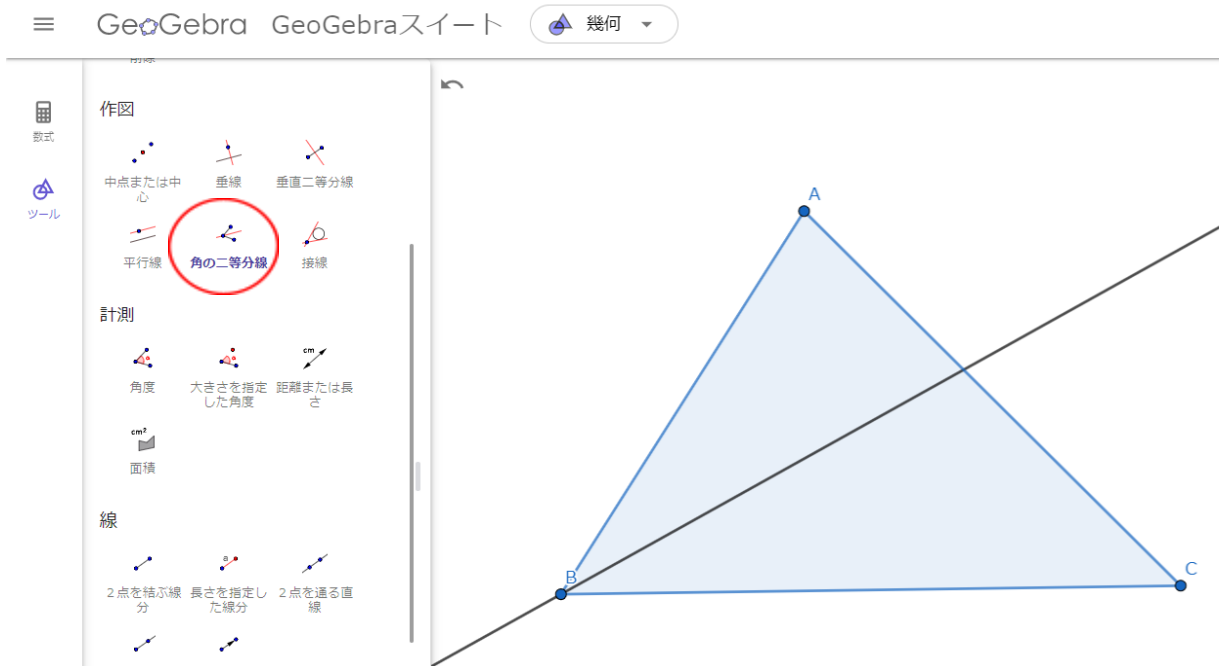 GeoGebra GeoGebraスイート 幾何
数式
ツール
作図
中点または中
心
垂線
垂直二等分線
平行線
角の二等分線
接線
計測
角度
大きさを指定
した角度
cm
距離または長
さ
cm²
面積
線
2点を結ぶ線
分
a
長さを指定し
た線分
2点を通る直
線
A
B
C